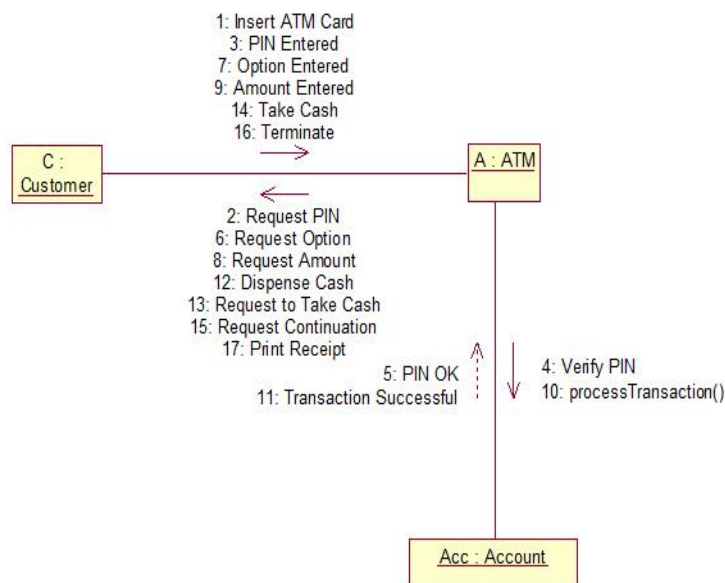 1: Insert ATM Card
3: PIN Entered
7: Option Entered
9: Amount Entered
14: Take Cash
16: Terminate
C :
Customer
A : ATM
2: Request PIN
6: Request Option
8: Request Amount
12: Dispense Cash
13: Request to Take Cash
15: Request Continuation
17: Print Receipt
5: PIN OK
11: Transaction Successful
4: Verify PIN
10: processTransaction()
Acc : Account